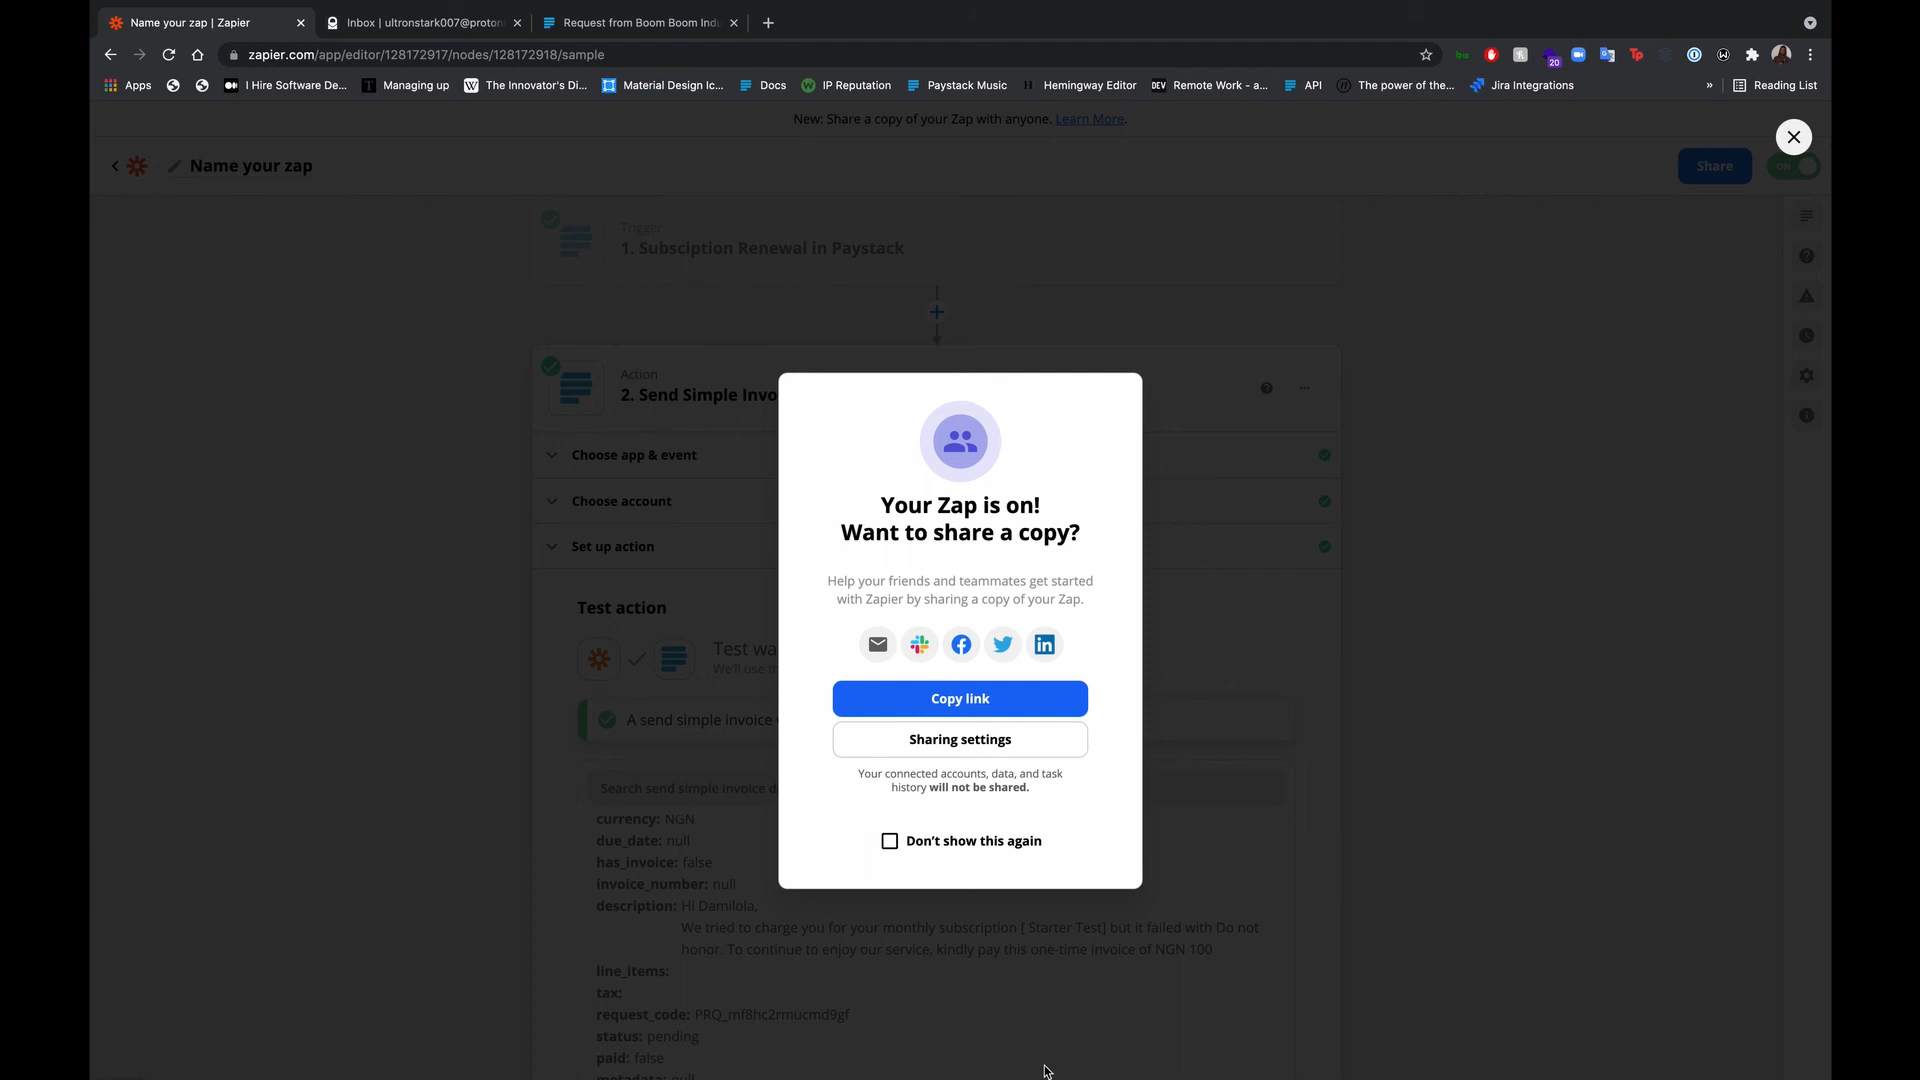 Name your zap | Zapier
Inbox | ultronstark007@proton
Request from Boom Boom Indu
zapier.com/app/editor/128172917/nodes/128172918/sample
20
Apps
I Hire Software De...
Managing up
The Innovator's Di...
Material Design Ic...
Docs
IP Reputation
Paystack Music
Hemingway Editor
Remote Work - a...
API
The power of the...
Jira Integrations
»
Reading List
New: Share a copy of your Zap with anyone. Learn More.
Name your zap
Share
ON
Trigger
1. Subsciption Renewal in Paystack
Action
2. Send Simple Invo
Choose app & event
Choose account
Set up action
Test action
Test wa
We'll use th
A send simple invoice
Search send simple invoice d
currency: NGN
due_date: null
has_invoice: false
invoice_number: null
description: Hi Damilola,
We tried to charge you for your monthly subscription [ Starter Test] but it failed with Do not
honor. To continue to enjoy our service, kindly pay this one-time invoice of NGN 100
line_items:
tax:
request_code: PRQ_mf8hc2rmucmd9gf
status: pending
paid: false
metadata: null
Your Zap is on!
Want to share a copy?
Help your friends and teammates get started
with Zapier by sharing a copy of your Zap.
Copy link
Sharing settings
Your connected accounts, data, and task
history will not be shared.
Don't show this again